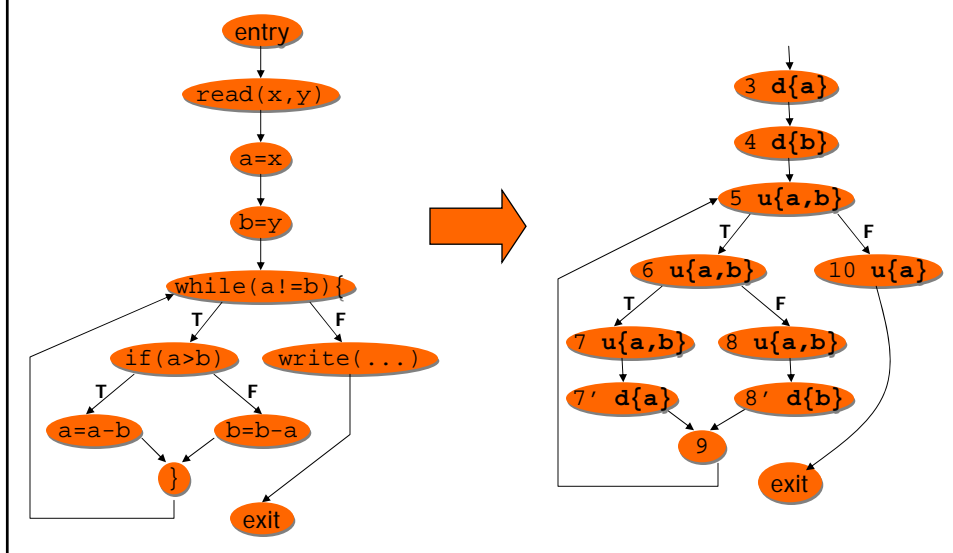 entry
read(x,y)
a=x
b=y
while(a!=b){
T
F
if(a>b)
write(...)
T
F
a=a-b
b=b-a
}
exit
3 d{a}
4 d{b}
5 u{a,b}
T
F
6 u{a,b}
10 u{a}
T
F
7 u{a,b}
8 u{a,b}
7' d{a}
8' d{b}
9
exit